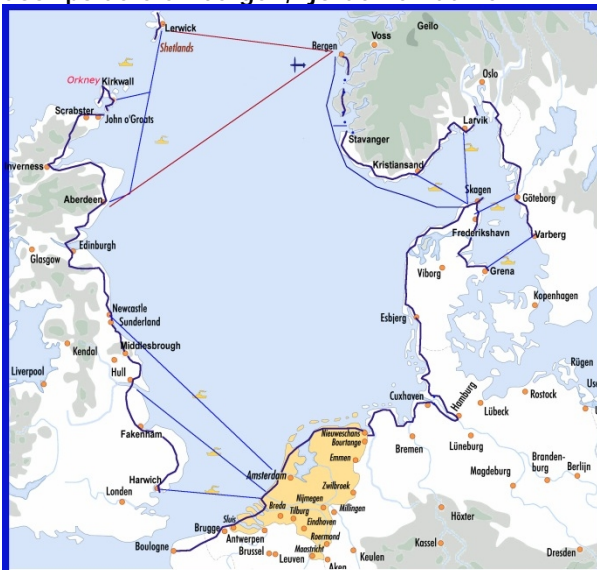 Lerwick
Shetlands
Bergen
Voss
Geilo
Orkney
Kirkwall
Oslo
Scrabster
John o'Groats
Larvik
Stavanger
Inverness
Kristiansand
Skagen
Aberdeen
Göteborg
Frederikshavn
Varberg
Edinburgh
Glasgow
Viborg
Grena
Kopenhagen
Newcastle
Sunderland
Esbjerg
Middlesbrough
Kendal
Hull
Liverpool
Rügen
Cuxhaven
Hamburg
Rostock
Lübeck
Fakenham
Nieuweschans
Bourtange
Bremen
Lüneburg
Emmen
Harwich
Amsterdam
Magdeburg
Branden-
burg
Berlijn
Londen
Zwilbroek
Nijmegen
Breda
Tilburg
Millingen
Sluis
Eindhoven
Höxter
Brugge
Antwerpen
Roermond
Boulogne
Brussel
Leuven
Maastricht
Keulen
Kassel
Dresden
Aken